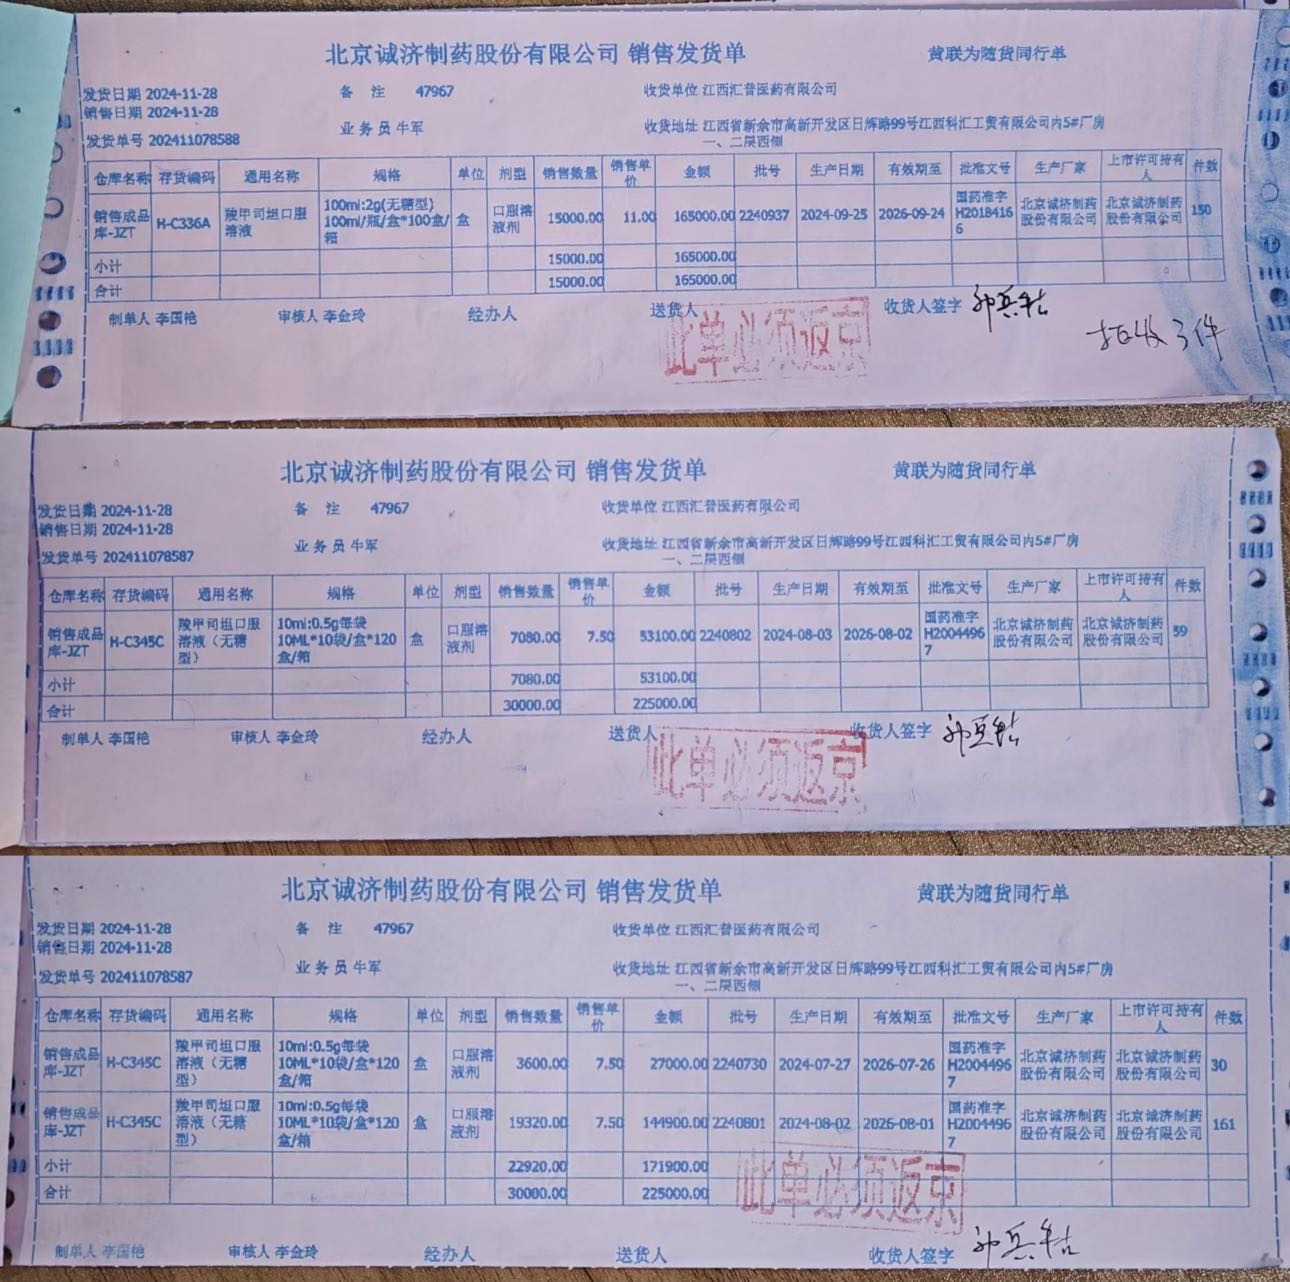 北京诚济制药股份有限公司 销售发货单 黄联为随货同行单
发货日期 2024-11-28 备 注 47967 收货单位 江西汇普医药有限公司
销售日期 2024-11-28
发货单号 202411078588 业务员 牛军 收货地址 江西省新余市高新开发区日辉路99号江西科汇工贸有限公司内5#厂房
一、二层西侧
仓库名称 存货编码 通用名称 规格 单位 剂型 销售数量 销售单价 金额 批号 生产日期 有效期至 批准文号 生产厂家 上市许可持有人 件数
销售成品库-JZT H-C336A 羧甲司坦口服溶液 100ml:2g(无糖型) 100ml/瓶/盒*100盒/箱 盒 口服溶液剂 15000.00 11.00 165000.00 2240937 2024-09-25 2026-09-24 国药准字H20184166 北京诚济制药股份有限公司 北京诚济制药股份有限公司 150
小计 15000.00 165000.00
合计 15000.00 165000.00
制单人 李国艳 审核人 李金玲 经办人 送货人 收货人签字
此单必须返京
拒收3件
北京诚济制药股份有限公司 销售发货单 黄联为随货同行单
发货日期 2024-11-28 备 注 47967 收货单位 江西汇普医药有限公司
销售日期 2024-11-28
发货单号 202411078587 业务员 牛军 收货地址 江西省新余市高新开发区日辉路99号江西科汇工贸有限公司内5#厂房
一、二层西侧
仓库名称 存货编码 通用名称 规格 单位 剂型 销售数量 销售单价 金额 批号 生产日期 有效期至 批准文号 生产厂家 上市许可持有人 件数
销售成品库-JZT H-C345C 羧甲司坦口服溶液（无糖型） 10ml:0.5g每袋 10ML*10袋/盒*120盒/箱 盒 口服溶液剂 7080.00 7.50 53100.00 2240802 2024-08-03 2026-08-02 国药准字H20044967 北京诚济制药股份有限公司 北京诚济制药股份有限公司 59
小计 7080.00 53100.00
合计 30000.00 225000.00
制单人 李国艳 审核人 李金玲 经办人 送货人 收货人签字
此单必须返京
北京诚济制药股份有限公司 销售发货单 黄联为随货同行单
发货日期 2024-11-28 备 注 47967 收货单位 江西汇普医药有限公司
销售日期 2024-11-28
发货单号 202411078587 业务员 牛军 收货地址 江西省新余市高新开发区日辉路99号江西科汇工贸有限公司内5#厂房
一、二层西侧
仓库名称 存货编码 通用名称 规格 单位 剂型 销售数量 销售单价 金额 批号 生产日期 有效期至 批准文号 生产厂家 上市许可持有人 件数
销售成品库-JZT H-C345C 羧甲司坦口服溶液（无糖型） 10ml:0.5g每袋 10ML*10袋/盒*120盒/箱 盒 口服溶液剂 3600.00 7.50 27000.00 2240730 2024-07-27 2026-07-26 国药准字H20044967 北京诚济制药股份有限公司 北京诚济制药股份有限公司 30
销售成品库-JZT H-C345C 羧甲司坦口服溶液（无糖型） 10ml:0.5g每袋 10ML*10袋/盒*120盒/箱 盒 口服溶液剂 19320.00 7.50 144900.00 2240801 2024-08-02 2026-08-01 国药准字H20044967 北京诚济制药股份有限公司 北京诚济制药股份有限公司 161
小计 22920.00 171900.00
合计 30000.00 225000.00
此单必须返京
制单人 李国艳 审核人 李金玲 经办人 送货人 收货人签字